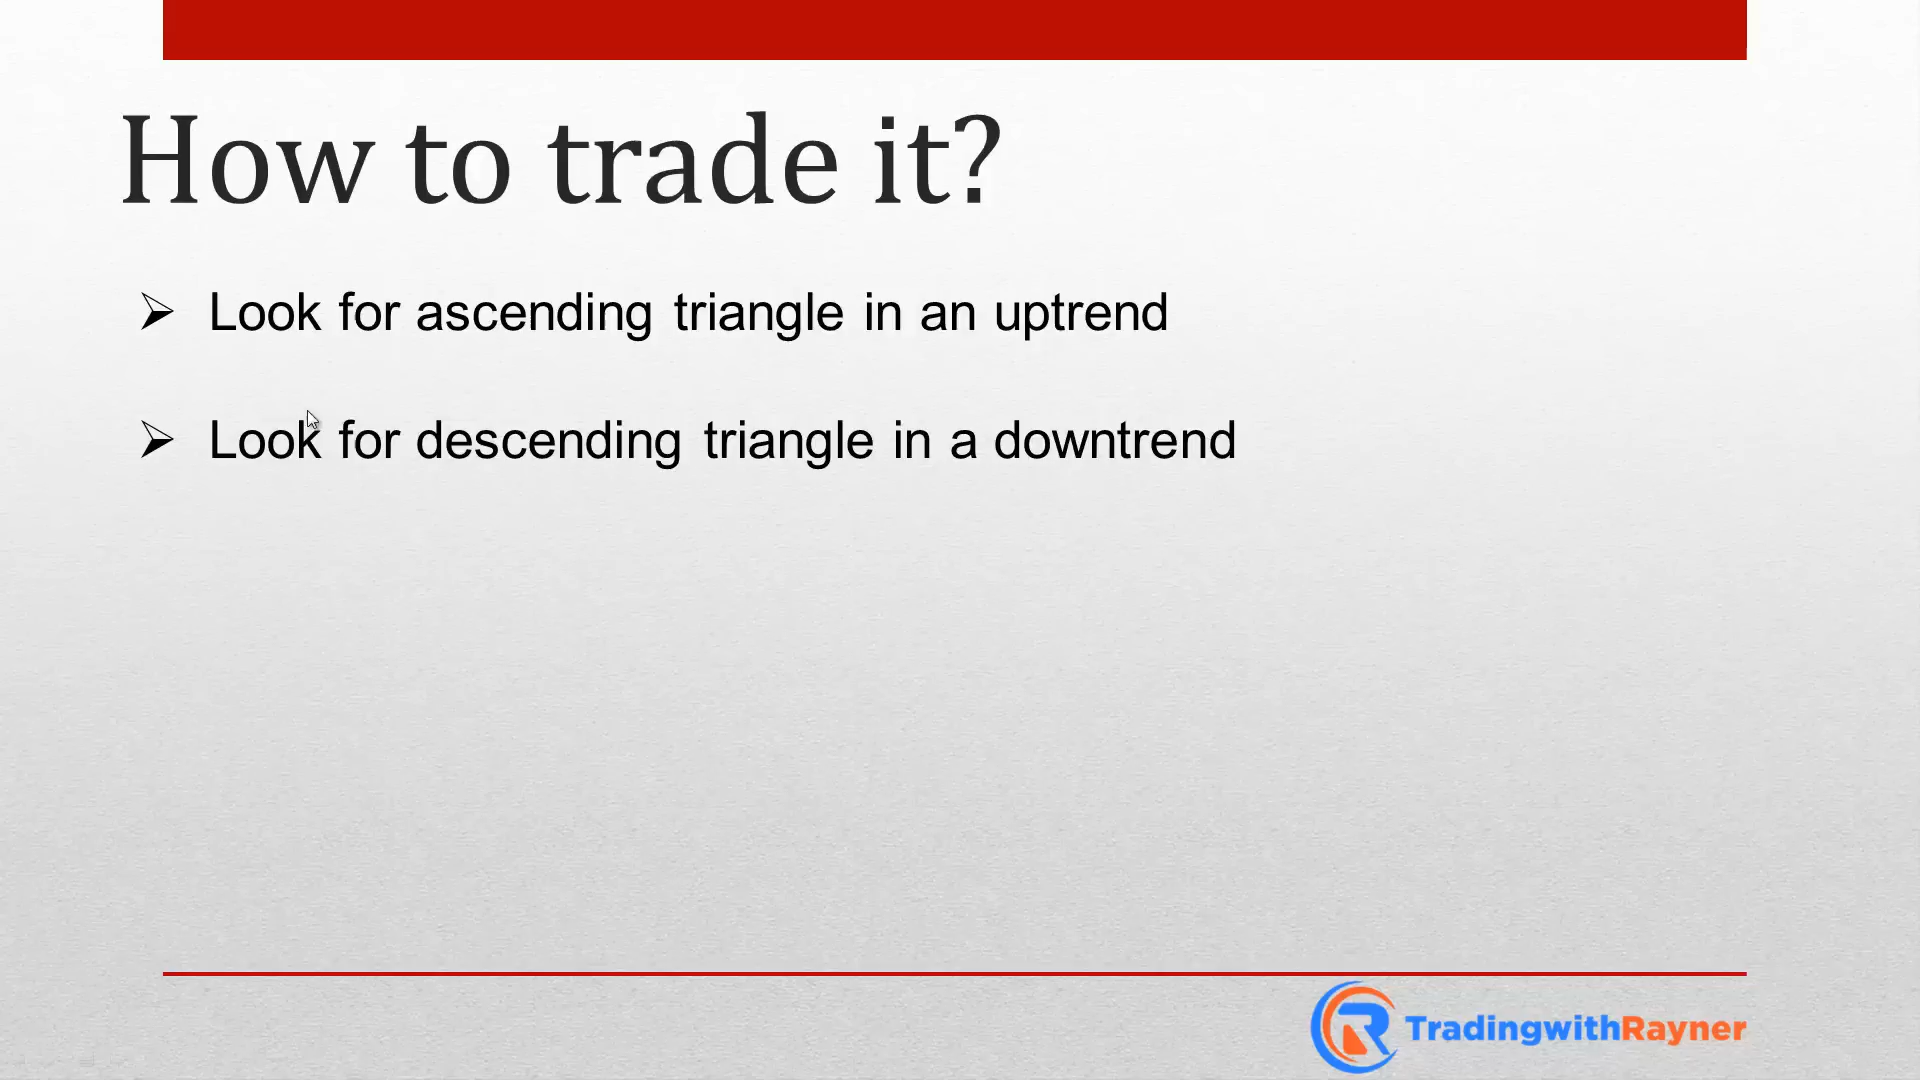 How to trade it?
Look for ascending triangle in an uptrend
Look for descending triangle in a downtrend
TradingwithRayner